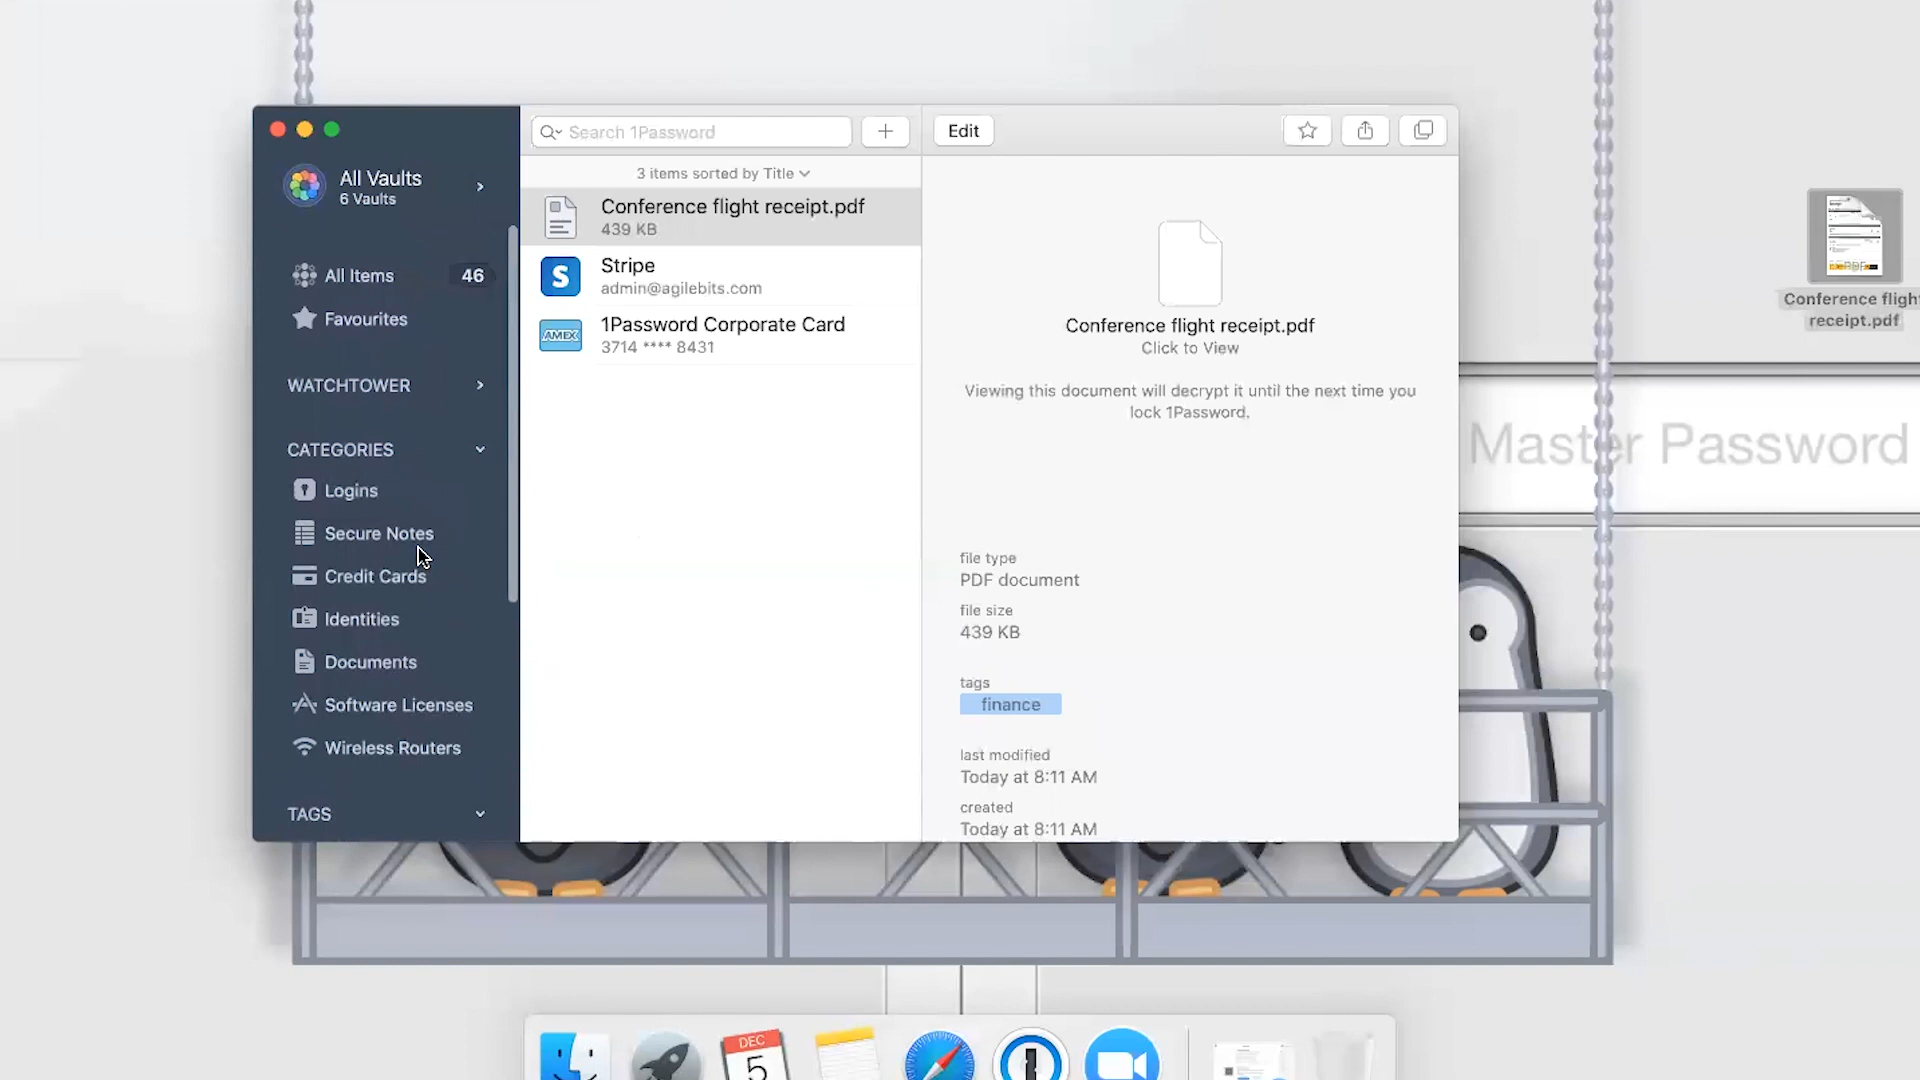 All Vaults
6 Vaults
All Items 46
Favourites
WATCHTOWER
CATEGORIES
Logins
Secure Notes
Credit Cards
Identities
Documents
Software Licenses
Wireless Routers
TAGS
Search 1Password
3 items sorted by Title
Conference flight receipt.pdf
439 KB
S
Stripe
admin@agilebits.com
AMEX
1Password Corporate Card
3714 **** 8431
Edit
Conference flight receipt.pdf
Click to View
Viewing this document will decrypt it until the next time you
lock 1Password.
file type
PDF document
file size
439 KB
tags
finance
last modified
Today at 8:11 AM
created
Today at 8:11 AM
PDF
Conference flight
receipt.pdf
Master Password
DEC
5